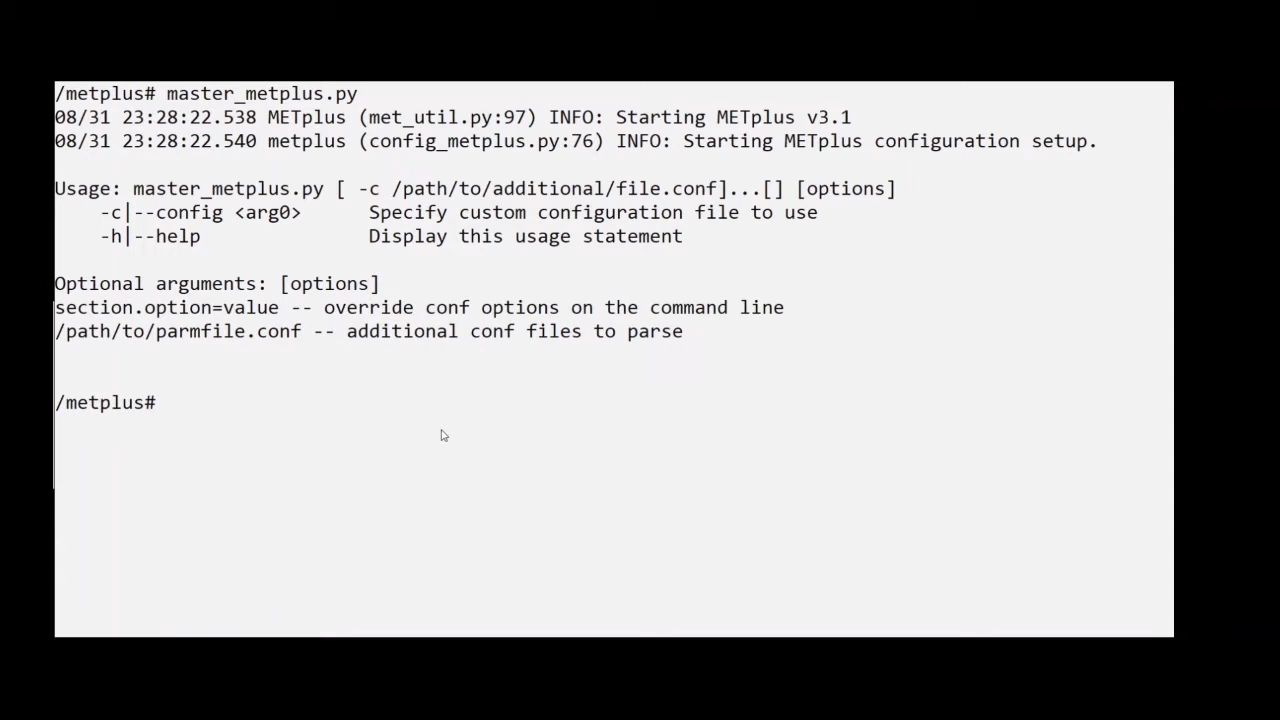 /metplus# master_metplus.py
08/31 23:28:22.538 METplus (met_util.py:97) INFO: Starting METplus v3.1
08/31 23:28:22.540 metplus (config_metplus.py:76) INFO: Starting METplus configuration setup.
Usage: master_metplus.py [ -c /path/to/additional/file.conf]...[] [options]
    -c|--config <arg0>      Specify custom configuration file to use
    -h|--help               Display this usage statement
Optional arguments: [options]
section.option=value -- override conf options on the command line
/path/to/parmfile.conf -- additional conf files to parse
/metplus#